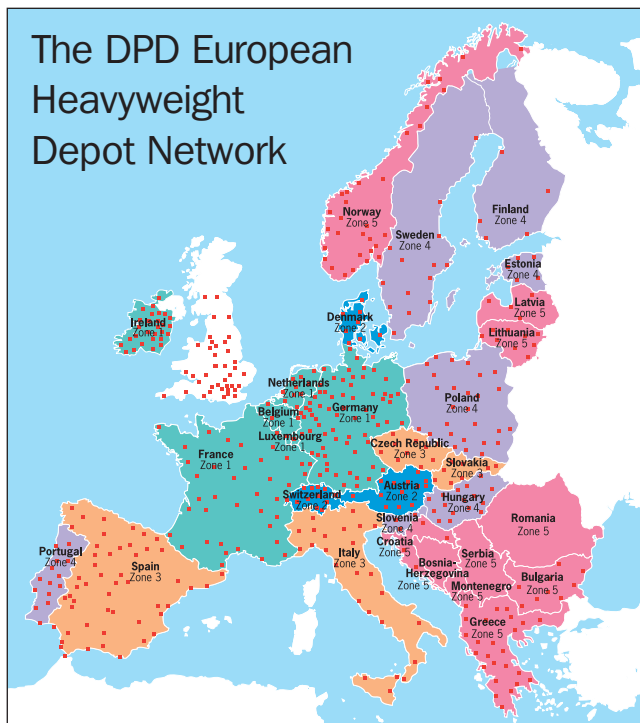 The DPD European
Heavyweight
Depot Network
Norway
Zone 5
Sweden
Zone 4
Finland
Zone 4
Estonia
Zone 4
Latvia
Zone 5
Lithuania
Zone 5
Ireland
Zone 1
Denmark
Zone 2
Netherlands
Zone 1
Belgium
Zone 1
Germany
Zone 1
Luxembourg
Zone 1
Poland
Zone 4
France
Zone 1
Czech Republic
Zone 3
Slovakia
Zone 3
Switzerland
Zone 2
Austria
Zone 2
Hungary
Zone 4
Slovenia
Zone 4
Croatia
Zone 5
Romania
Zone 5
Portugal
Zone 4
Spain
Zone 3
Italy
Zone 3
Bosnia-
Herzegovina
Zone 5
Serbia
Zone 5
Montenegro
Zone 5
Bulgaria
Zone 5
Greece
Zone 5